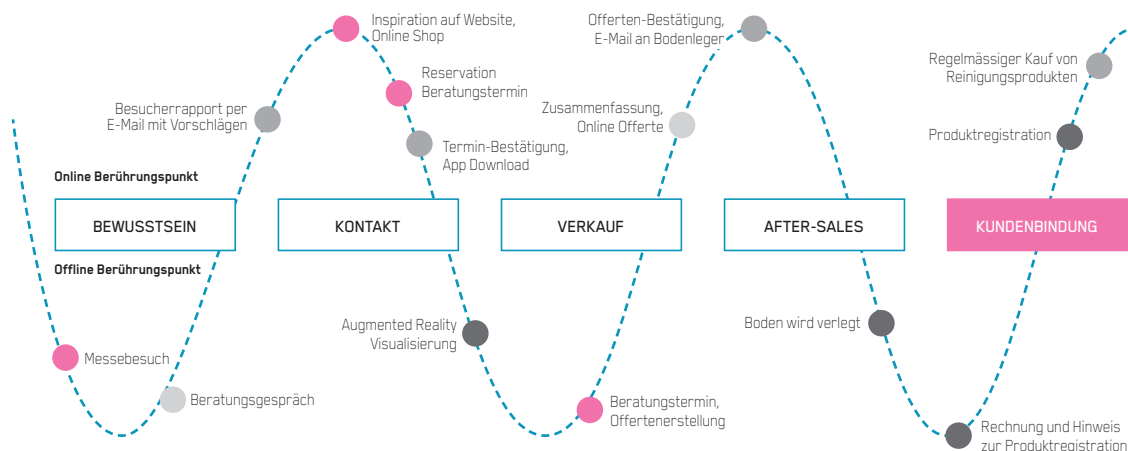 Inspiration auf Website,
Online Shop
Offerten-Bestätigung,
E-Mail an Bodenleger
Regelmässiger Kauf von
Reinigungsprodukten
Reservation
Beratungstermin
Besucherrapport per
E-Mail mit Vorschlägen
Zusammenfassung,
Online Offerte
Produktregistration
Termin-Bestätigung,
App Download
Online Berührungspunkt
BEWUSSTSEIN
KONTAKT
VERKAUF
AFTER-SALES
KUNDENBINDUNG
Offline Berührungspunkt
Augmented Reality
Visualisierung
Boden wird verlegt
Messebesuch
Beratungsgespräch
Beratungstermin,
Offertenerstellung
Rechnung und Hinweis
zur Produktregistration